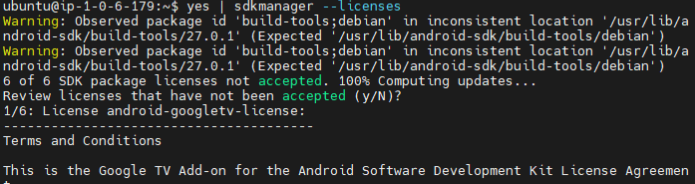 ubuntu@ip-1-0-6-179:~$ yes | sdkmanager --licenses
Warning: Observed package id 'build-tools;debian' in inconsistent location '/usr/lib/a
ndroid-sdk/build-tools/27.0.1' (Expected '/usr/lib/android-sdk/build-tools/debian')
Warning: Observed package id 'build-tools;debian' in inconsistent location '/usr/lib/a
ndroid-sdk/build-tools/27.0.1' (Expected '/usr/lib/android-sdk/build-tools/debian')
6 of 6 SDK package licenses not accepted. 100% Computing updates...
Review licenses that have not been accepted (y/N)?
1/6: License android-googletv-license:
---------------------------------------
Terms and Conditions
This is the Google TV Add-on for the Android Software Development Kit License Agreemen